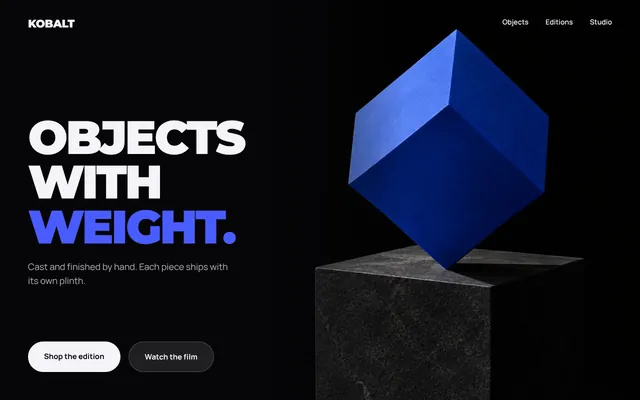 KOBALT
Objects Editions Studio
OBJECTS
WITH
WEIGHT.
Cast and finished by hand. Each piece ships with
its own plinth.
Shop the edition Watch the film